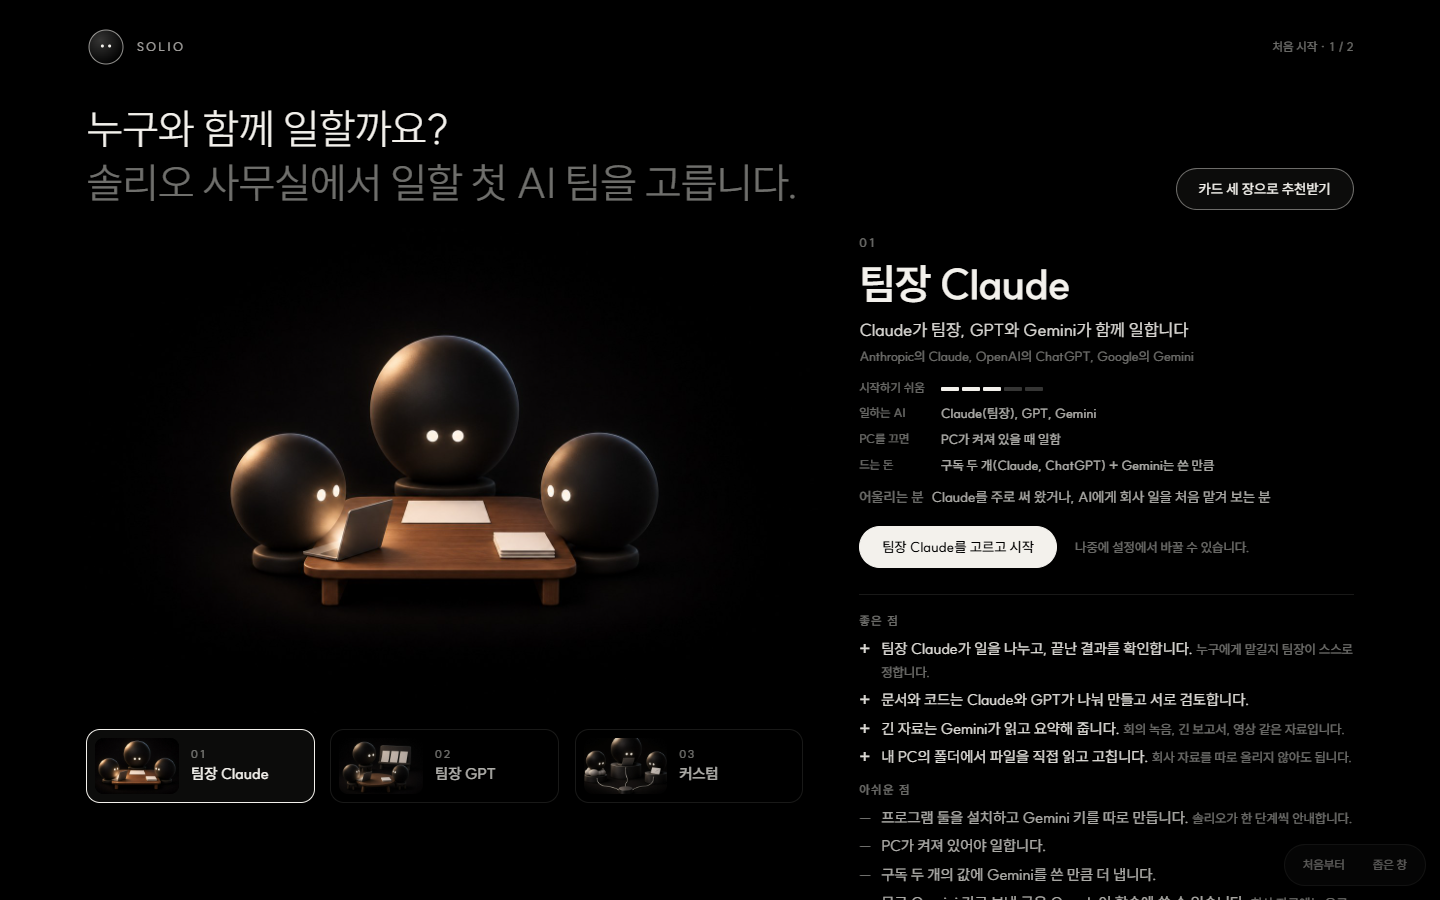 SOLIO
처음 시작 · 1 / 2
누구와 함께 일할까요?
솔리오 사무실에서 일할 첫 AI 팀을 고릅니다.
카드 세 장으로 추천받기
01
팀장 Claude
Claude가 팀장, GPT와 Gemini가 함께 일합니다
Anthropic의 Claude, OpenAI의 ChatGPT, Google의 Gemini
시작하기 쉬움
일하는 AI Claude(팀장), GPT, Gemini
PC를 끄면 PC가 켜져 있을 때 일함
드는 돈 구독 두 개(Claude, ChatGPT) + Gemini는 쓴 만큼
어울리는 분 Claude를 주로 써 왔거나, AI에게 회사 일을 처음 맡겨 보는 분
팀장 Claude를 고르고 시작
나중에 설정에서 바꿀 수 있습니다.
좋은 점
+ 팀장 Claude가 일을 나누고, 끝난 결과를 확인합니다. 누구에게 맡길지 팀장이 스스로
정합니다.
+ 문서와 코드는 Claude와 GPT가 나눠 만들고 서로 검토합니다.
+ 긴 자료는 Gemini가 읽고 요약해 줍니다. 회의 녹음, 긴 보고서, 영상 같은 자료입니다.
+ 내 PC의 폴더에서 파일을 직접 읽고 고칩니다. 회사 자료를 따로 올리지 않아도 됩니다.
아쉬운 점
— 프로그램 둘을 설치하고 Gemini 키를 따로 만듭니다. 솔리오가 한 단계씩 안내합니다.
— PC가 켜져 있어야 일합니다.
— 구독 두 개의 값에 Gemini를 쓴 만큼 더 냅니다.
01
팀장 Claude
02
팀장 GPT
03
커스텀
처음부터
좁은 창